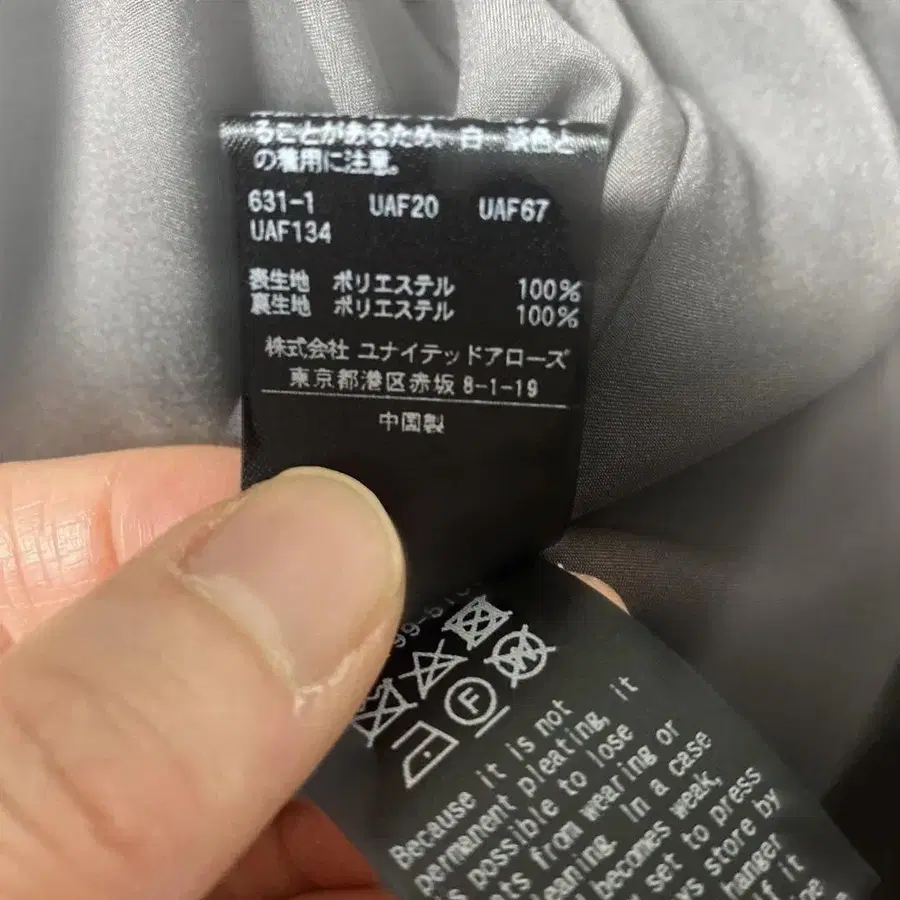 ることがあるため 白 淡色と
の着用に注意。
631-1 UAF20 UAF67
UAF134
表生地 ポリエステル 100%
裏生地 ポリエステル 100%
株式会社 ユナイテッドアローズ
東京都港区赤坂 8-1-19
中国製
F
W
Because it is not
permanent pleating, it
is possible to lose
from wearing or
cleaning. In a case
becomes weak,
set to press
store by
hanger
if it